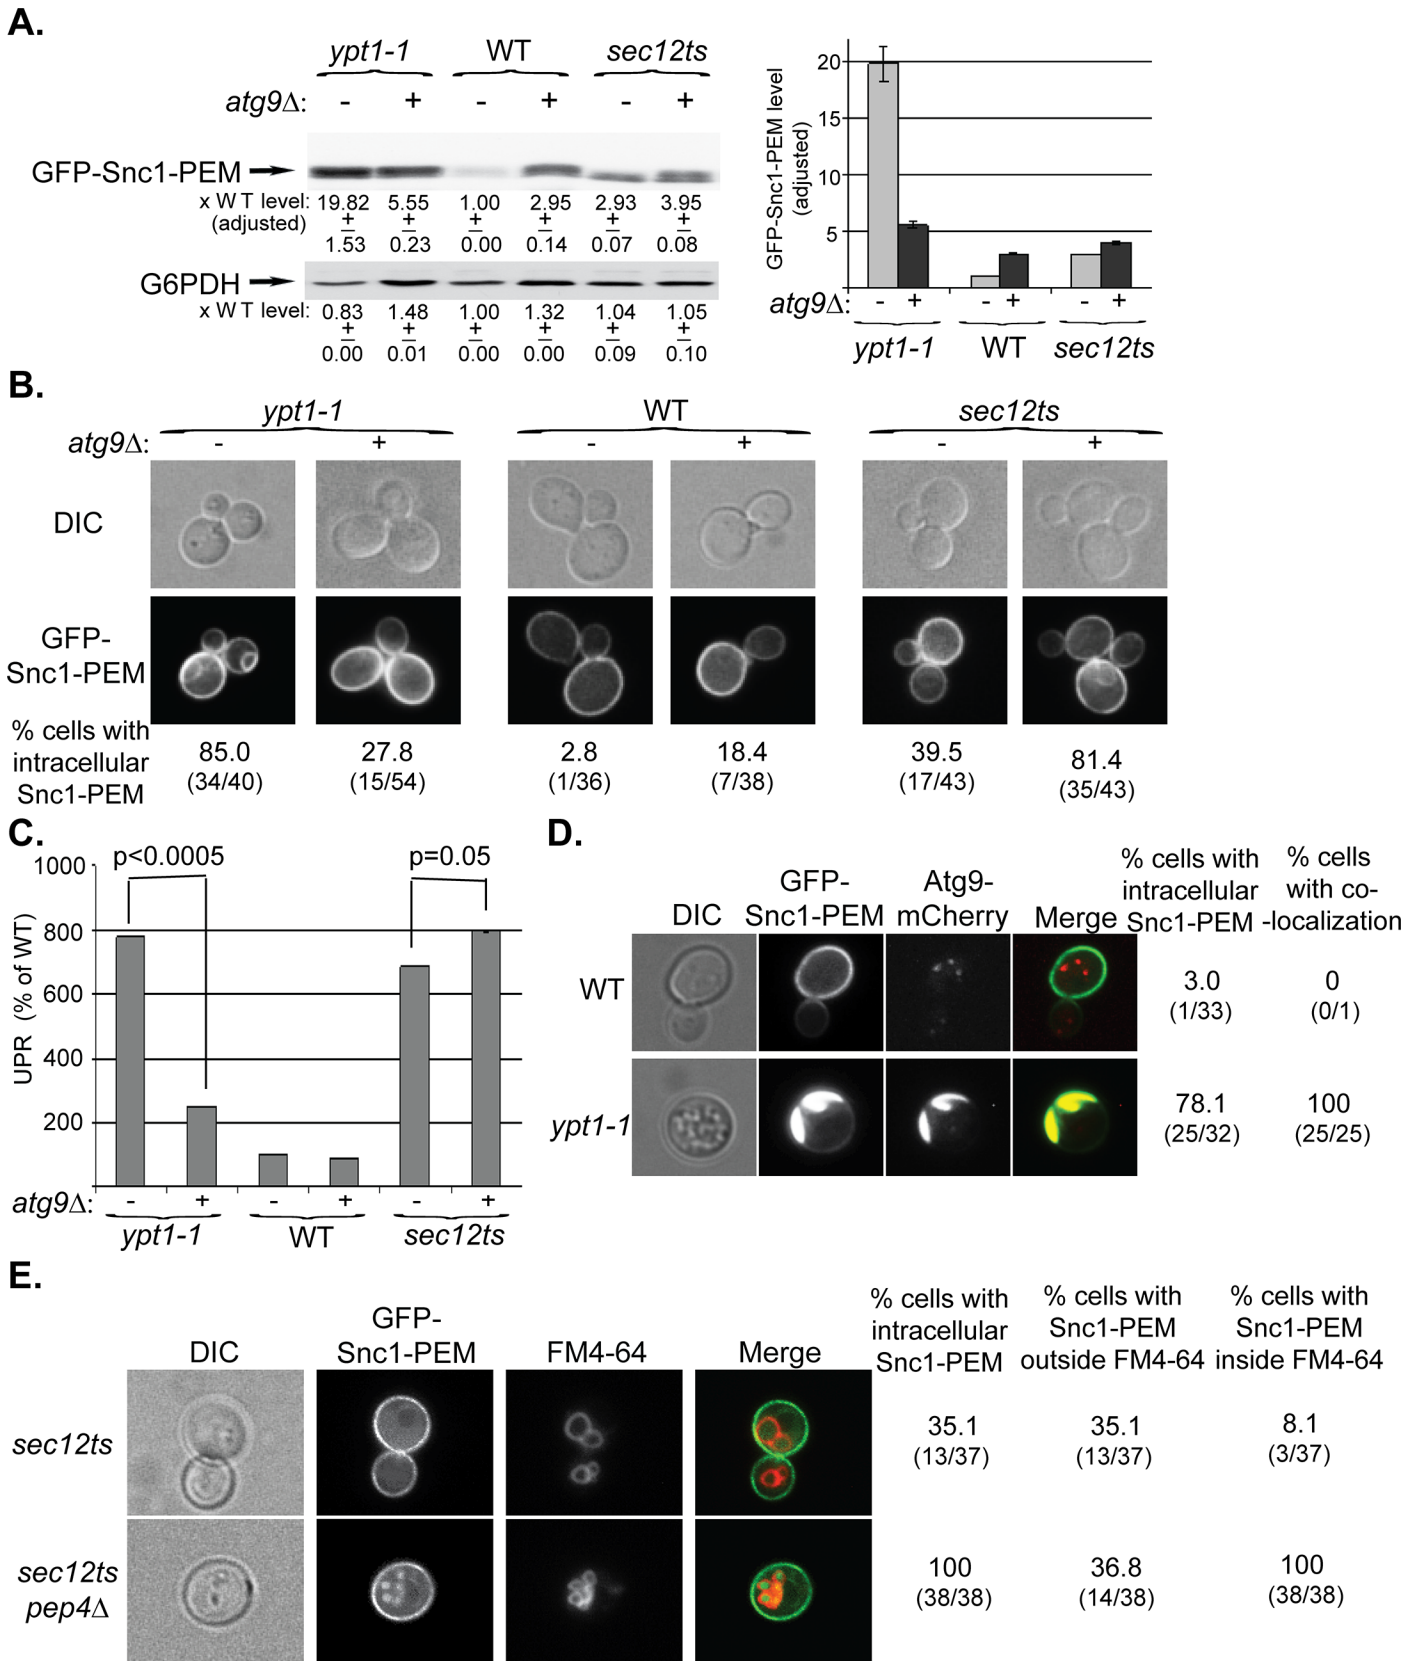 A.
ypt1-1 WT sec12ts
atg9Δ: - + - + - +
GFP-Snc1-PEM
x WT level: 19.82 5.55 1.00 2.95 2.93 3.95
(adjusted) ± ± ± ± ± ±
1.53 0.23 0.00 0.14 0.07 0.08
G6PDH
x WT level: 0.83 1.48 1.00 1.32 1.04 1.05
± ± ± ± ± ±
0.00 0.01 0.00 0.00 0.09 0.10
GFP-Snc1-PEM level
(adjusted)
20
15
10
5
atg9Δ: - + - + - +
ypt1-1 WT sec12ts
B.
ypt1-1 WT sec12ts
atg9Δ: - + - + - +
DIC
GFP-
Snc1-PEM
% cells with
intracellular
Snc1-PEM
85.0 27.8 2.8 18.4 39.5 81.4
(34/40) (15/54) (1/36) (7/38) (17/43) (35/43)
C.
p<0.0005 p=0.05
UPR (% of WT)
1000
800
600
400
200
atg9Δ: - + - + - +
ypt1-1 WT sec12ts
D.
DIC
GFP-
Snc1-PEM
Atg9-
mCherry
Merge
% cells with
intracellular
Snc1-PEM
% cells
with co-
-localization
WT
3.0 0
(1/33) (0/1)
ypt1-1
78.1 100
(25/32) (25/25)
E.
DIC
GFP-
Snc1-PEM
FM4-64
Merge
% cells with
intracellular
Snc1-PEM
% cells with
Snc1-PEM
outside FM4-64
% cells with
Snc1-PEM
inside FM4-64
sec12ts
35.1 35.1 8.1
(13/37) (13/37) (3/37)
sec12ts
pep4Δ
100 36.8 100
(38/38) (14/38) (38/38)